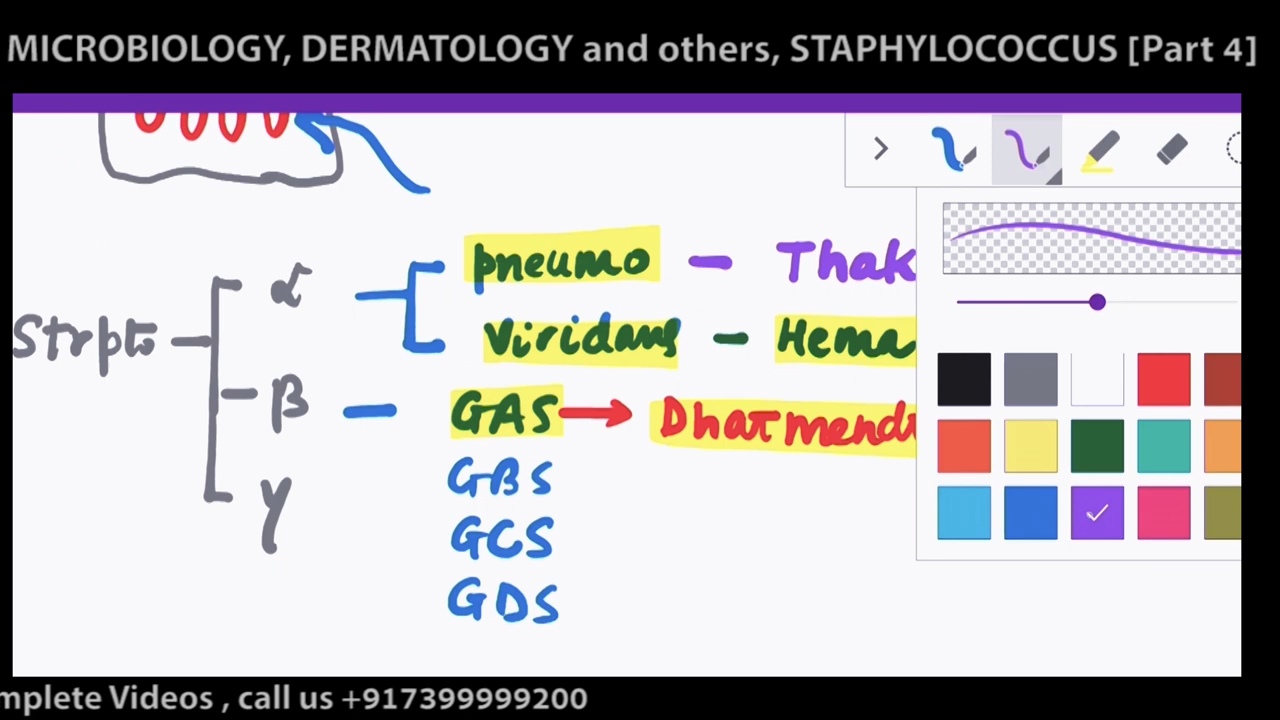 MICROBIOLOGY, DERMATOLOGY and others, STAPHYLOCOCCUS [Part 4]
pneumo - Thak
α
Viridans - Hema
Strpto
β - GAS → Dharmendr
GBS
γ
GCS
GDS
mplete Videos , call us +917399999200